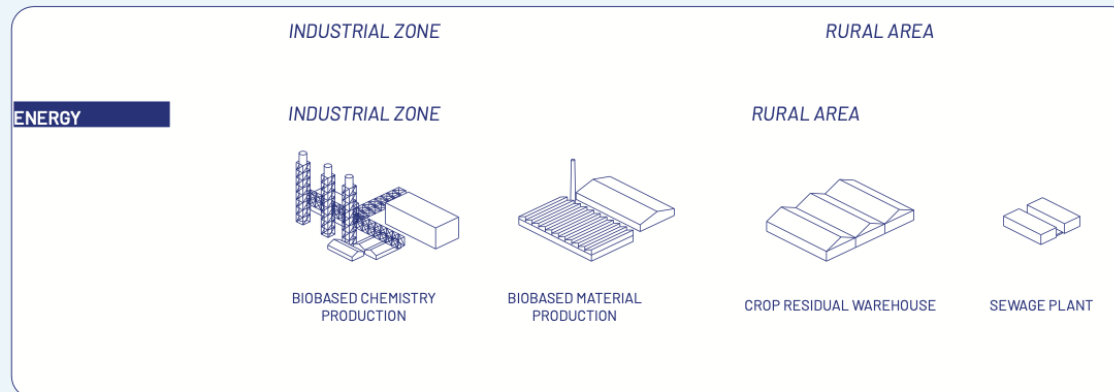 INDUSTRIAL ZONE
RURAL AREA
ENERGY
INDUSTRIAL ZONE
RURAL AREA
BIOBASED CHEMISTRY
PRODUCTION
BIOBASED MATERIAL
PRODUCTION
CROP RESIDUAL WAREHOUSE
SEWAGE PLANT